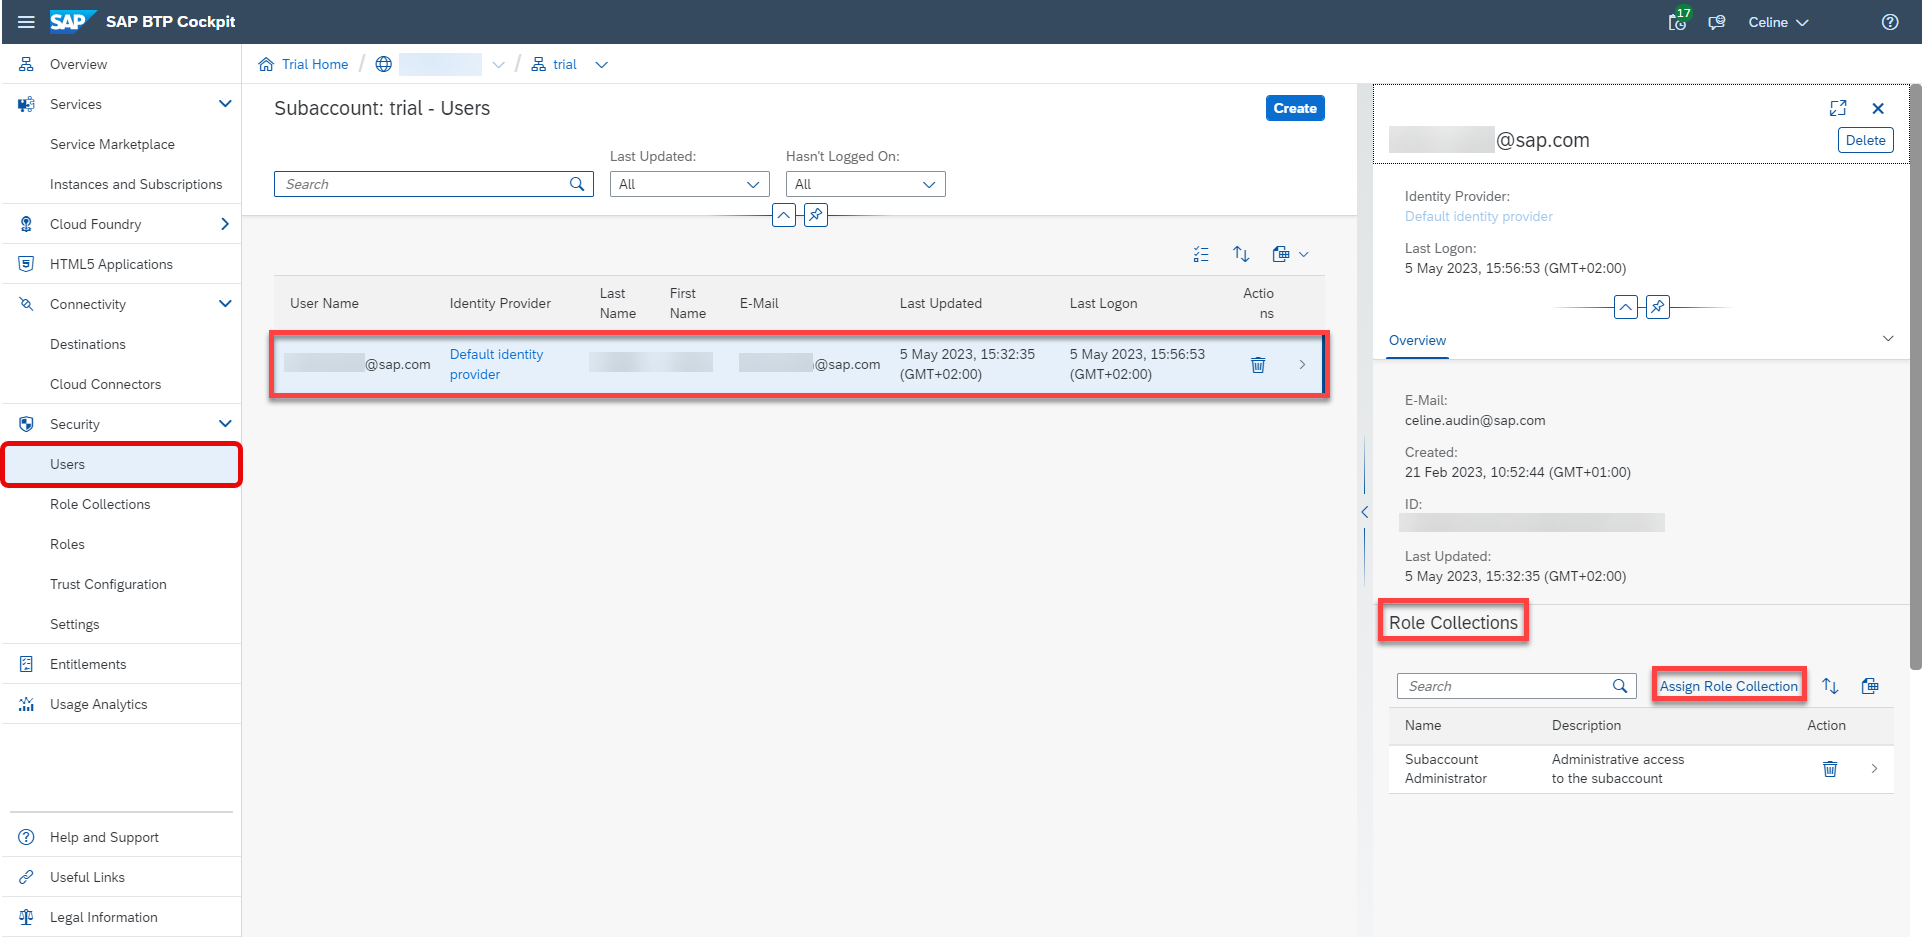 SAP SAP BTP Cockpit
17
Celine
Overview
Services
Service Marketplace
Instances and Subscriptions
Cloud Foundry
HTML5 Applications
Connectivity
Destinations
Cloud Connectors
Security
Users
Role Collections
Roles
Trust Configuration
Settings
Entitlements
Usage Analytics
Help and Support
Useful Links
Legal Information
Trial Home / / trial
Subaccount: trial - Users
Create
Last Updated:
Hasn't Logged On:
Search
All
All
User Name
Identity Provider
Last
Name
First
Name
E-Mail
Last Updated
Last Logon
Actio
ns
@sap.com
Default identity
provider
@sap.com
5 May 2023, 15:32:35
(GMT+02:00)
5 May 2023, 15:56:53
(GMT+02:00)
@sap.com
Delete
Identity Provider:
Default identity provider
Last Logon:
5 May 2023, 15:56:53 (GMT+02:00)
Overview
E-Mail:
celine.audin@sap.com
Created:
21 Feb 2023, 10:52:44 (GMT+01:00)
ID:
Last Updated:
5 May 2023, 15:32:35 (GMT+02:00)
Role Collections
Search
Assign Role Collection
Name
Description
Action
Subaccount
Administrator
Administrative access
to the subaccount